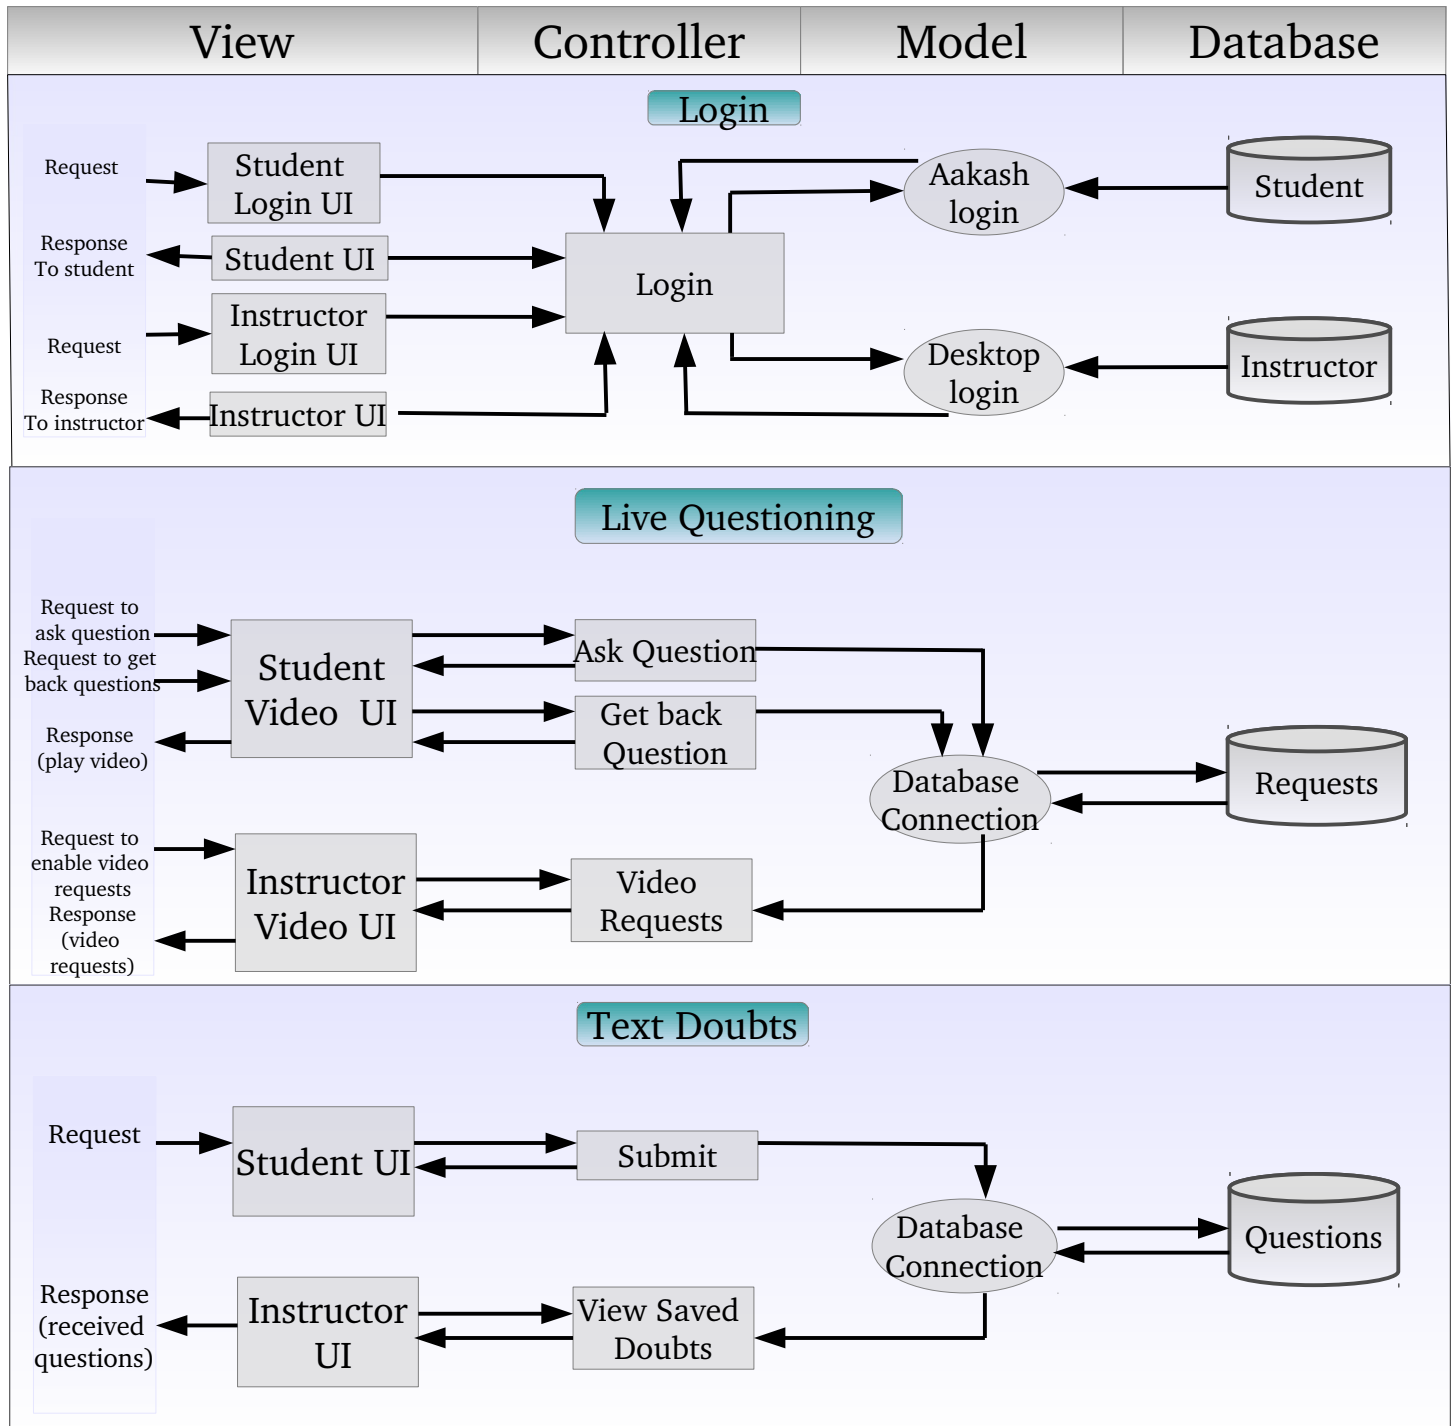 View
Controller
Model
Database
Login
Request
Student
Login UI
Aakash
login
Student
Response
To student
Student UI
Login
Request
Instructor
Login UI
Desktop
login
Instructor
Response
To instructor
Instructor UI
Live Questioning
Request to
ask question
Request to get
back questions
Student
Video UI
Ask Question
Get back
Question
Response
(play video)
Database
Connection
Requests
Request to
enable video
requests
Response
(video
requests)
Instructor
Video UI
Video
Requests
Text Doubts
Request
Student UI
Submit
Database
Connection
Questions
Response
(received
questions)
Instructor
UI
View Saved
Doubts